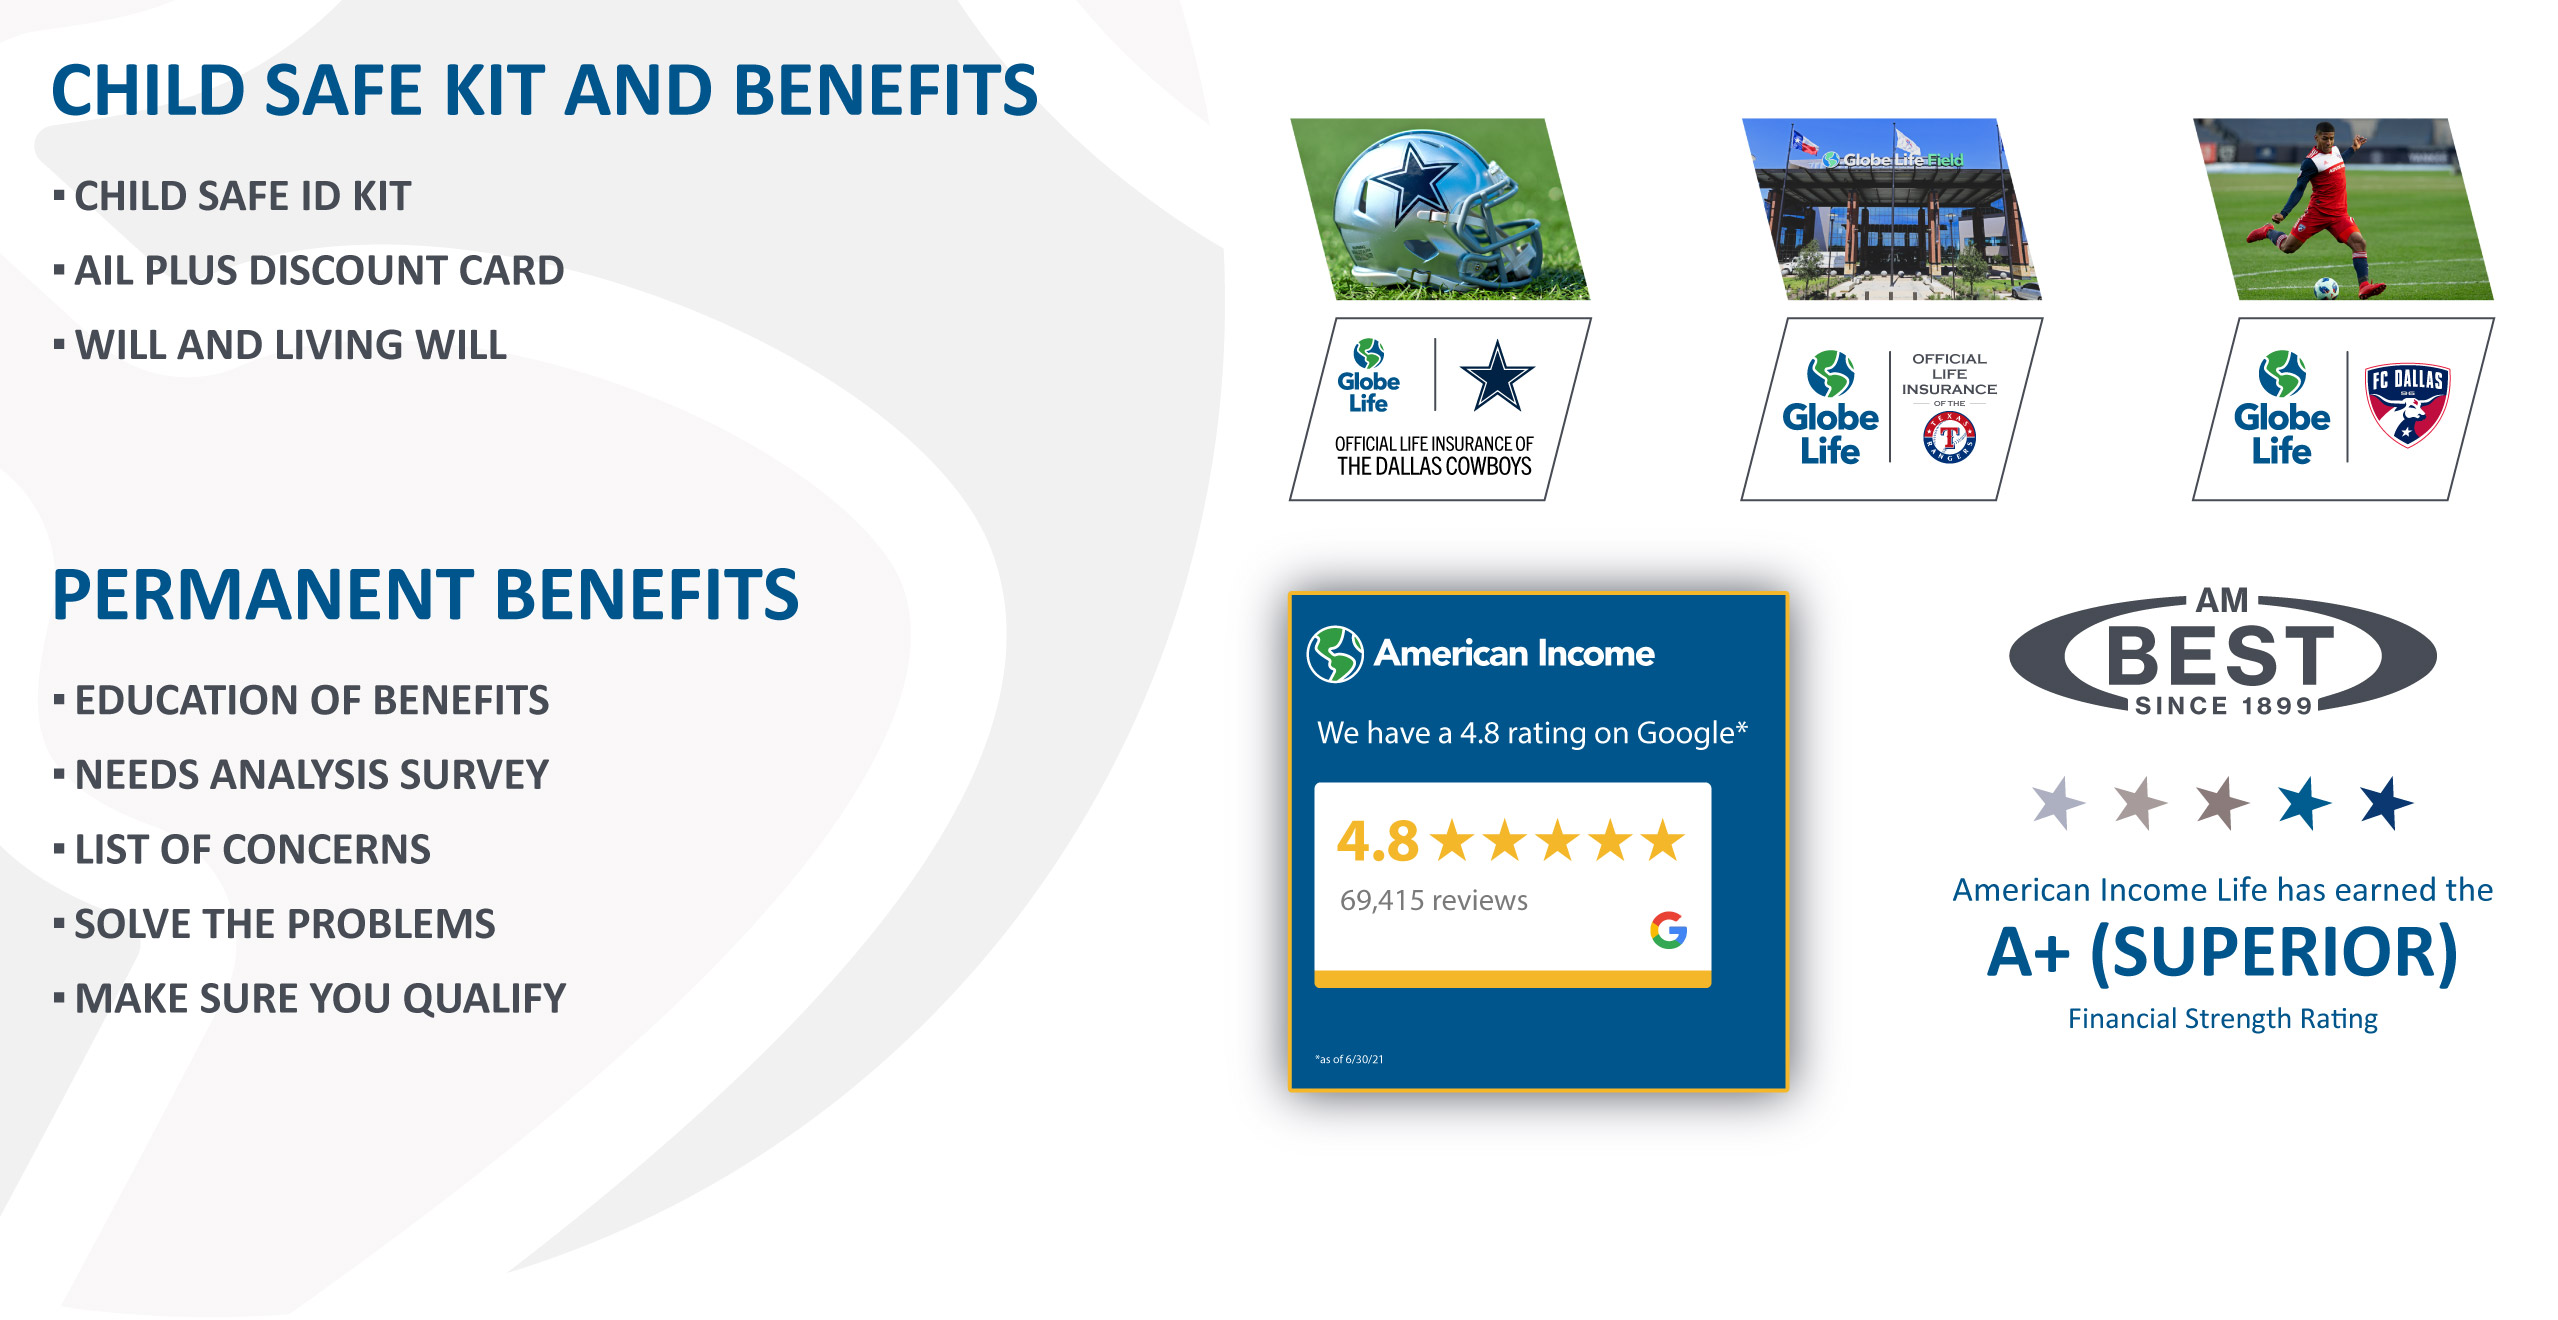 CHILD SAFE KIT AND BENEFITS
▪ CHILD SAFE ID KIT
▪ AIL PLUS DISCOUNT CARD
▪ WILL AND LIVING WILL
PERMANENT BENEFITS
▪ EDUCATION OF BENEFITS
▪ NEEDS ANALYSIS SURVEY
▪ LIST OF CONCERNS
▪ SOLVE THE PROBLEMS
▪ MAKE SURE YOU QUALIFY
Globe Life Field
Globe
Life
OFFICIAL LIFE INSURANCE OF
THE DALLAS COWBOYS
Globe
Life
OFFICIAL
LIFE
INSURANCE
OF THE
TEXAS
T
RANGERS
Globe
Life
FC DALLAS
96
American Income
We have a 4.8 rating on Google*
4.8
69,415 reviews
G
*as of 6/30/21
AM
BEST
SINCE 1899
American Income Life has earned the
A+ (SUPERIOR)
Financial Strength Rating